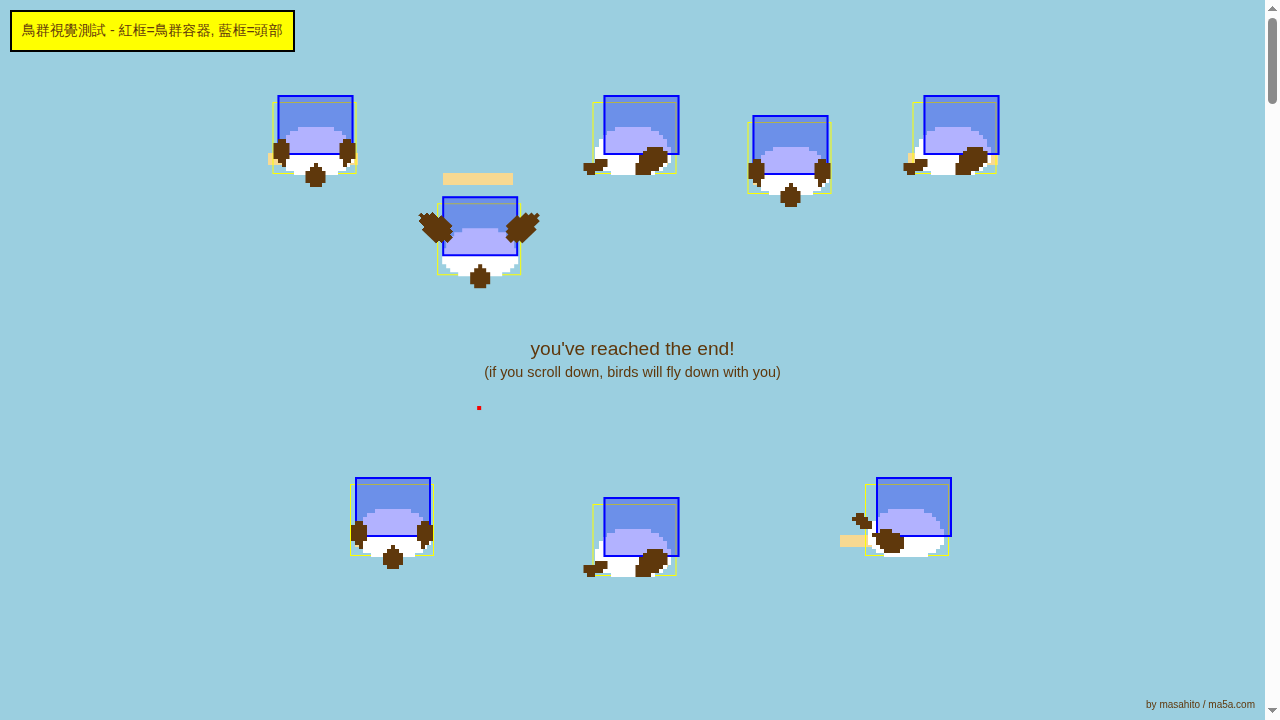 鳥群視覺測試 - 紅框=鳥群容器, 藍框=頭部
you've reached the end!
(if you scroll down, birds will fly down with you)
by masahito / ma5a.com